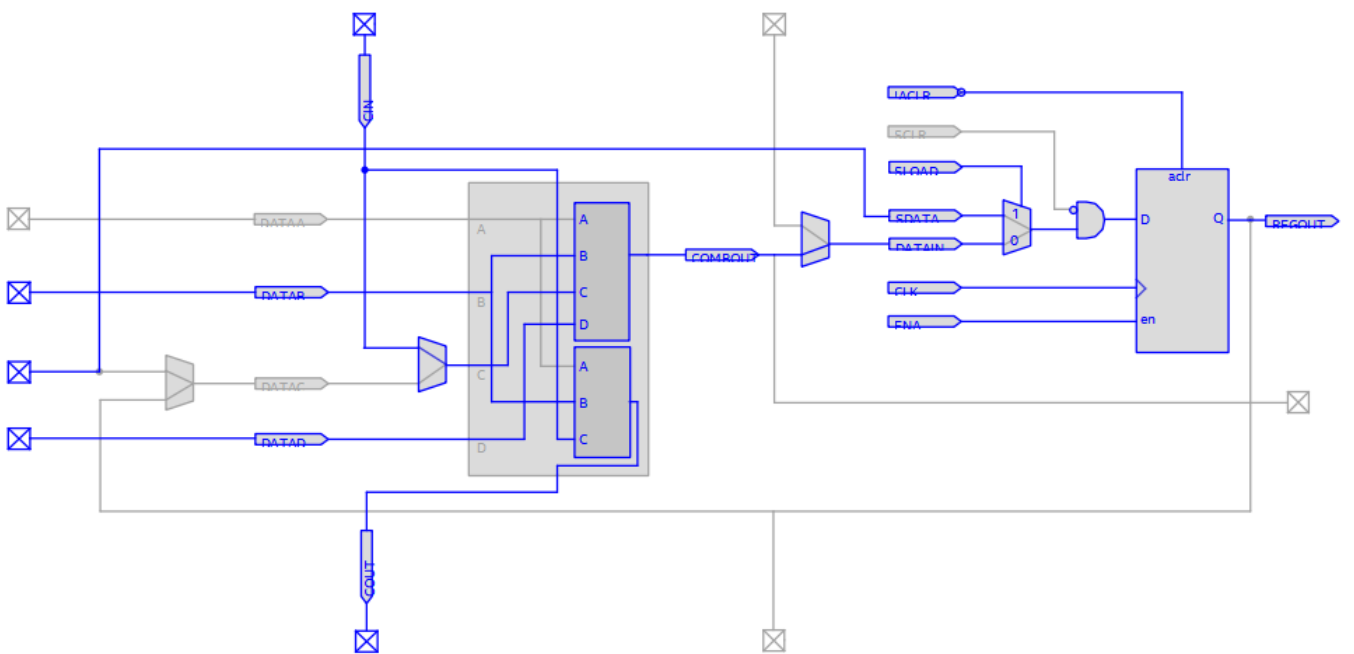 CIN
!ACLR
SCLR
SLOAD
aclr
DATAA
A
A
1
SDATA
D
Q
REGOUT
B
COMBOUT
0
DATAIN
DATAB
B
C
CLK
D
ENA
en
DATAC
C
A
B
DATAD
D
C
COUT